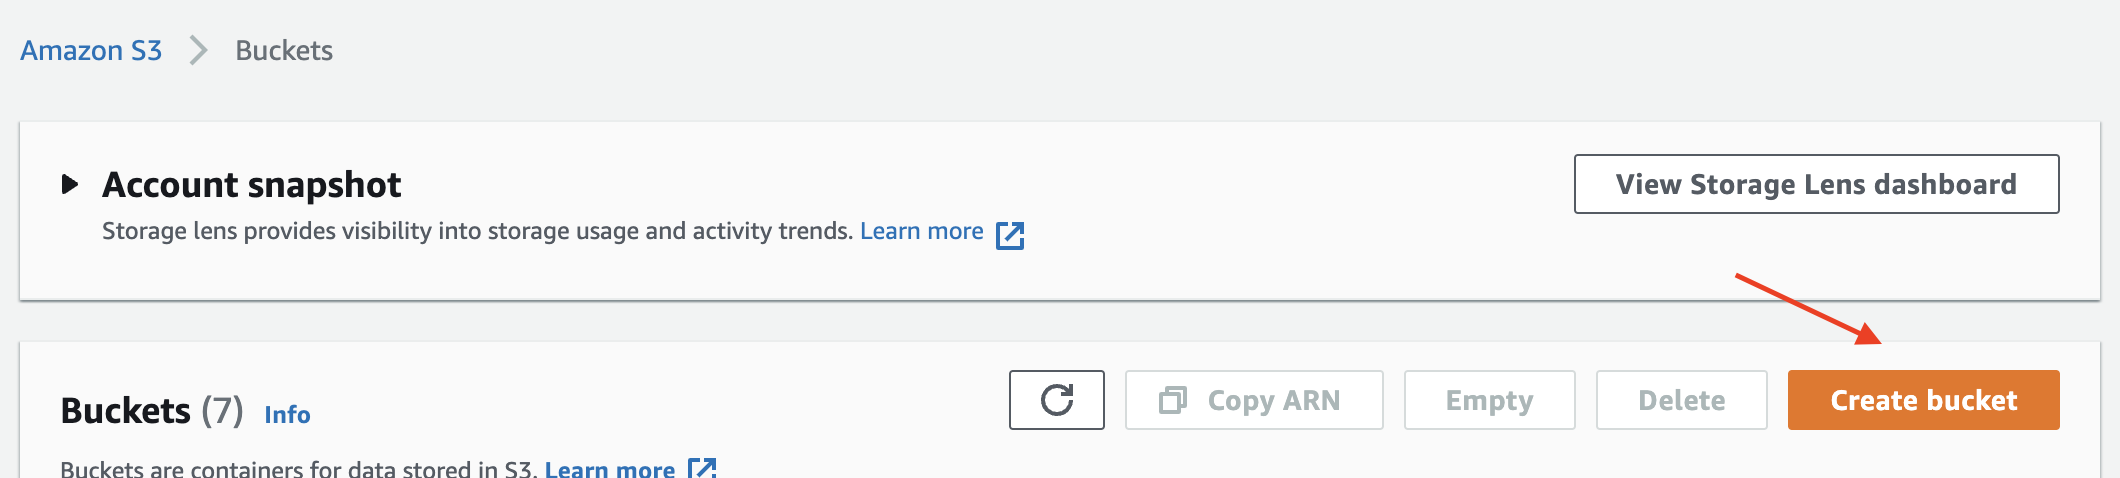 Amazon S3 Buckets
Account snapshot
View Storage Lens dashboard
Storage lens provides visibility into storage usage and activity trends. Learn more
Buckets (7) Info
Copy ARN
Empty
Delete
Create bucket
Buckets are containers for data stored in S3. Learn more